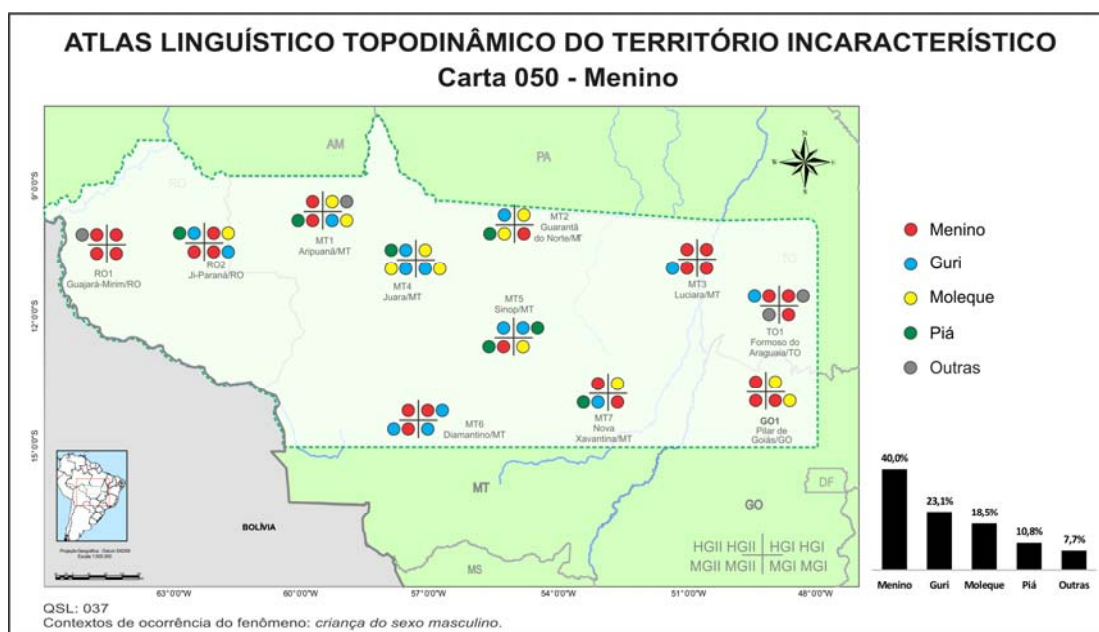 ATLAS LINGUÍSTICO TOPODINÂMICO DO TERRITÓRIO INCARACTERÍSTICO
Carta 050 - Menino
AM
PA
RO
TO
9°0'0"S
12°0'0"S
15°0'0"S
RO1
Guajará-Mirim/RO
RO2
Ji-Paraná/RO
MT1
Aripuanã/MT
MT2
Guarantã
do Norte/MT
MT4
Juara/MT
MT3
Luciara/MT
MT5
Sinop/MT
TO1
Formoso do
Araguaia/TO
MT6
Diamantino/MT
MT7
Nova
Xavantina/MT
GO1
Pilar de
Goiás/GO
Menino
Guri
Moleque
Piá
Outras
MT
GO
DF
MS
BOLÍVIA
HGII HGII HGI HGI
MGII MGII MGI MGI
63°0'0"W
60°0'0"W
57°0'0"W
54°0'0"W
51°0'0"W
48°0'0"W
40,0%
23,1%
18,5%
10,8%
7,7%
Menino
Guri
Moleque
Piá
Outras
QSL: 037
Contextos de ocorrência do fenômeno: criança do sexo masculino.